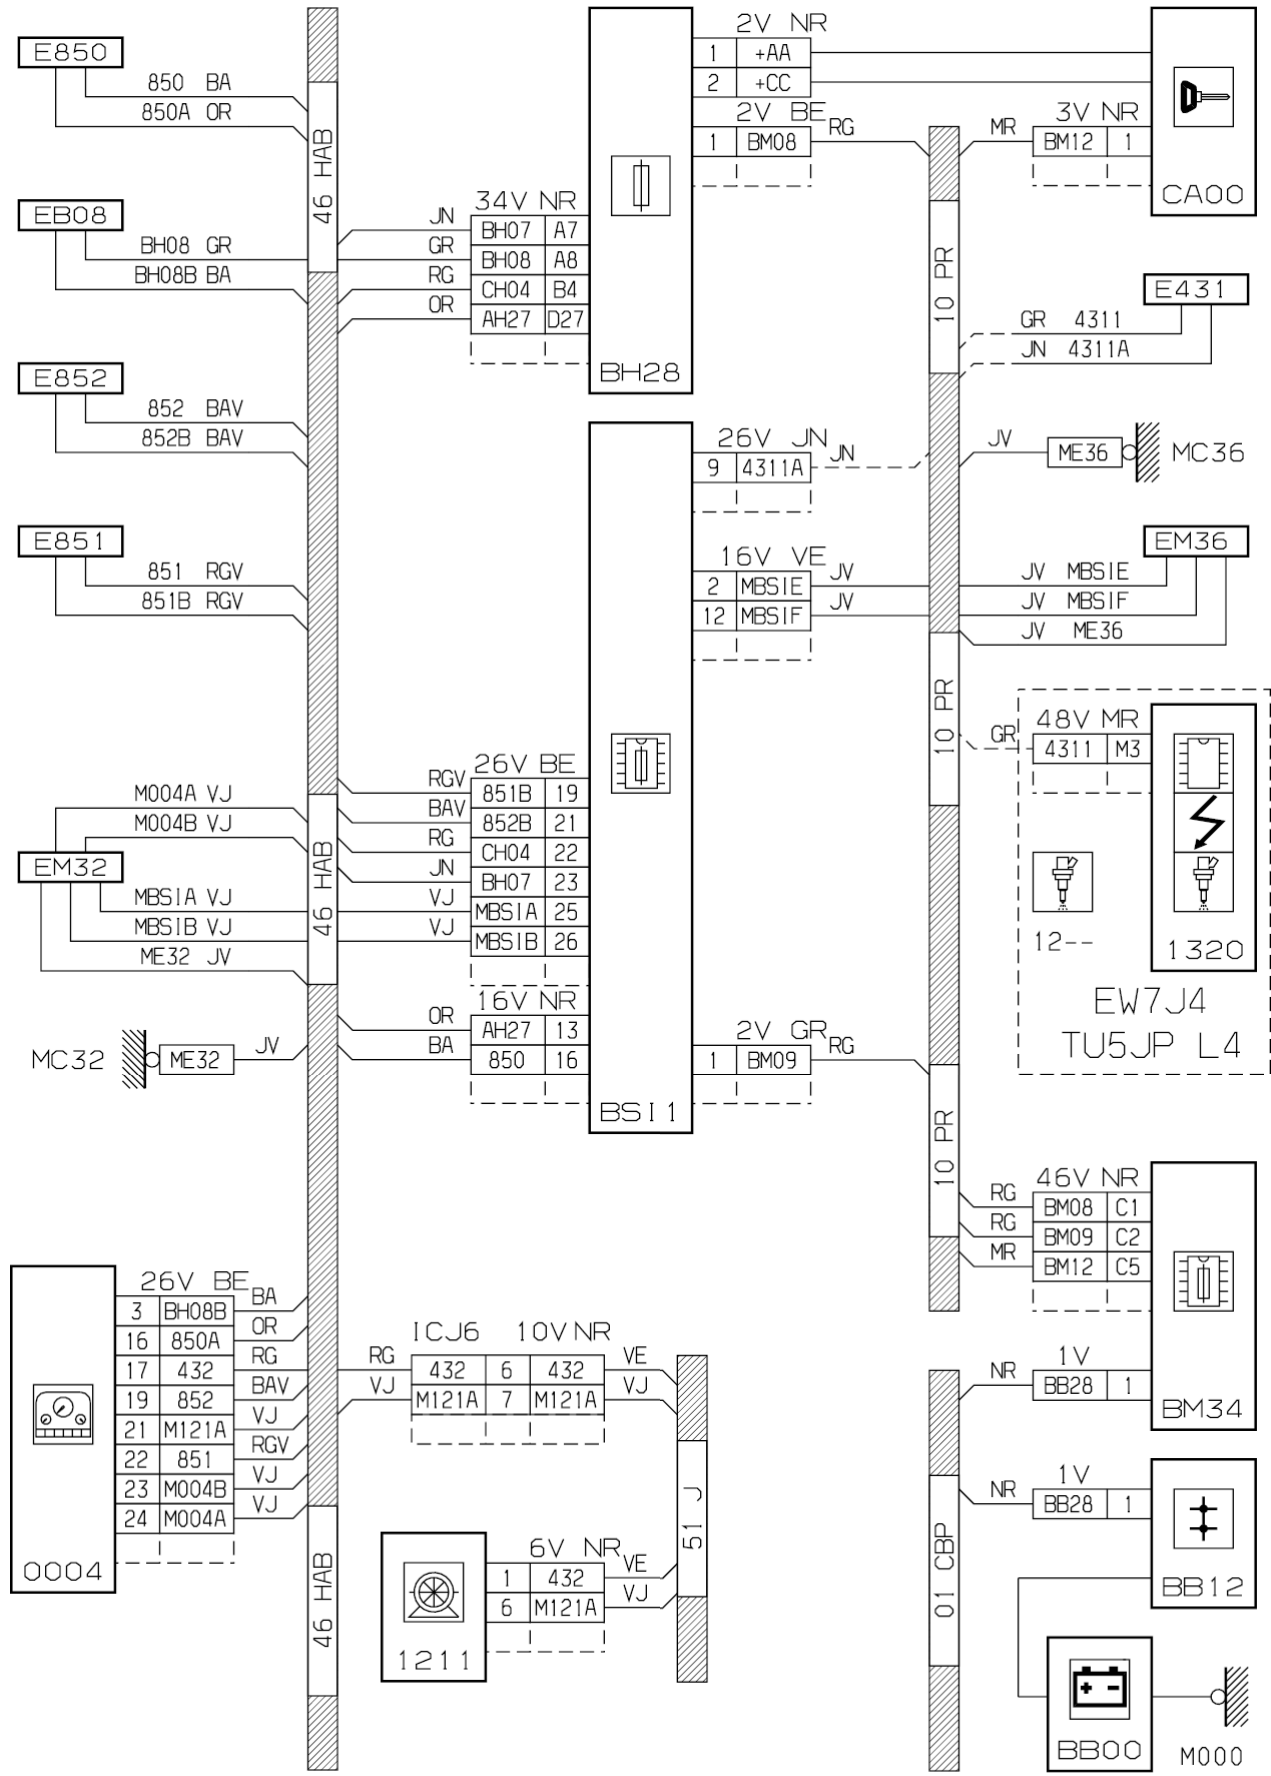 E850
850 BA
850A OR
46 HAB
EB08
BH08 GR
BH08B BA
E852
852 BAV
852B BAV
E851
851 RGV
851B RGV
M004A VJ
M004B VJ
EM32
MBSIA VJ
MBSIB VJ
ME32 JV
46 HAB
MC32 ME32 JV
0004
26V BE
3 BH08B BA
16 850A OR
17 432 RG
19 852 BAV
21 M121A VJ
22 851 RGV
23 M004B VJ
24 M004A VJ
46 HAB
2V NR
1 +AA
2 +CC
2V BE
1 BM08 RG
34V NR
JN BH07 A7
GR BH08 A8
RG CH04 B4
OR AH27 D27
BH28
26V JN
9 4311A JN
16V VE
2 MBSIE JV
12 MBSIF JV
26V BE
RGV 851B 19
BAV 852B 21
RG CH04 22
JN BH07 23
VJ MBSIA 25
VJ MBSIB 26
16V NR
OR AH27 13
BA 850 16
2V GR
1 BM09 RG
BSI1
ICJ6 10V NR
RG 432 6 432 VE
VJ M121A 7 M121A VJ
51 J
6V NR
1 432 VE
6 M121A VJ
1211
3V NR
MR BM12 1
CA00
10 PR
E431
GR 4311
JN 4311A
JV ME36 MC36
EM36
JV MBSIE
JV MBSIF
JV ME36
10 PR
48V MR
GR 4311 M3
12--
1320
EW7J4
TU5JP L4
10 PR
46V NR
RG BM08 C1
RG BM09 C2
MR BM12 C5
1V
NR BB28 1
BM34
01 CBP
1V
NR BB28 1
BB12
BB00
M000